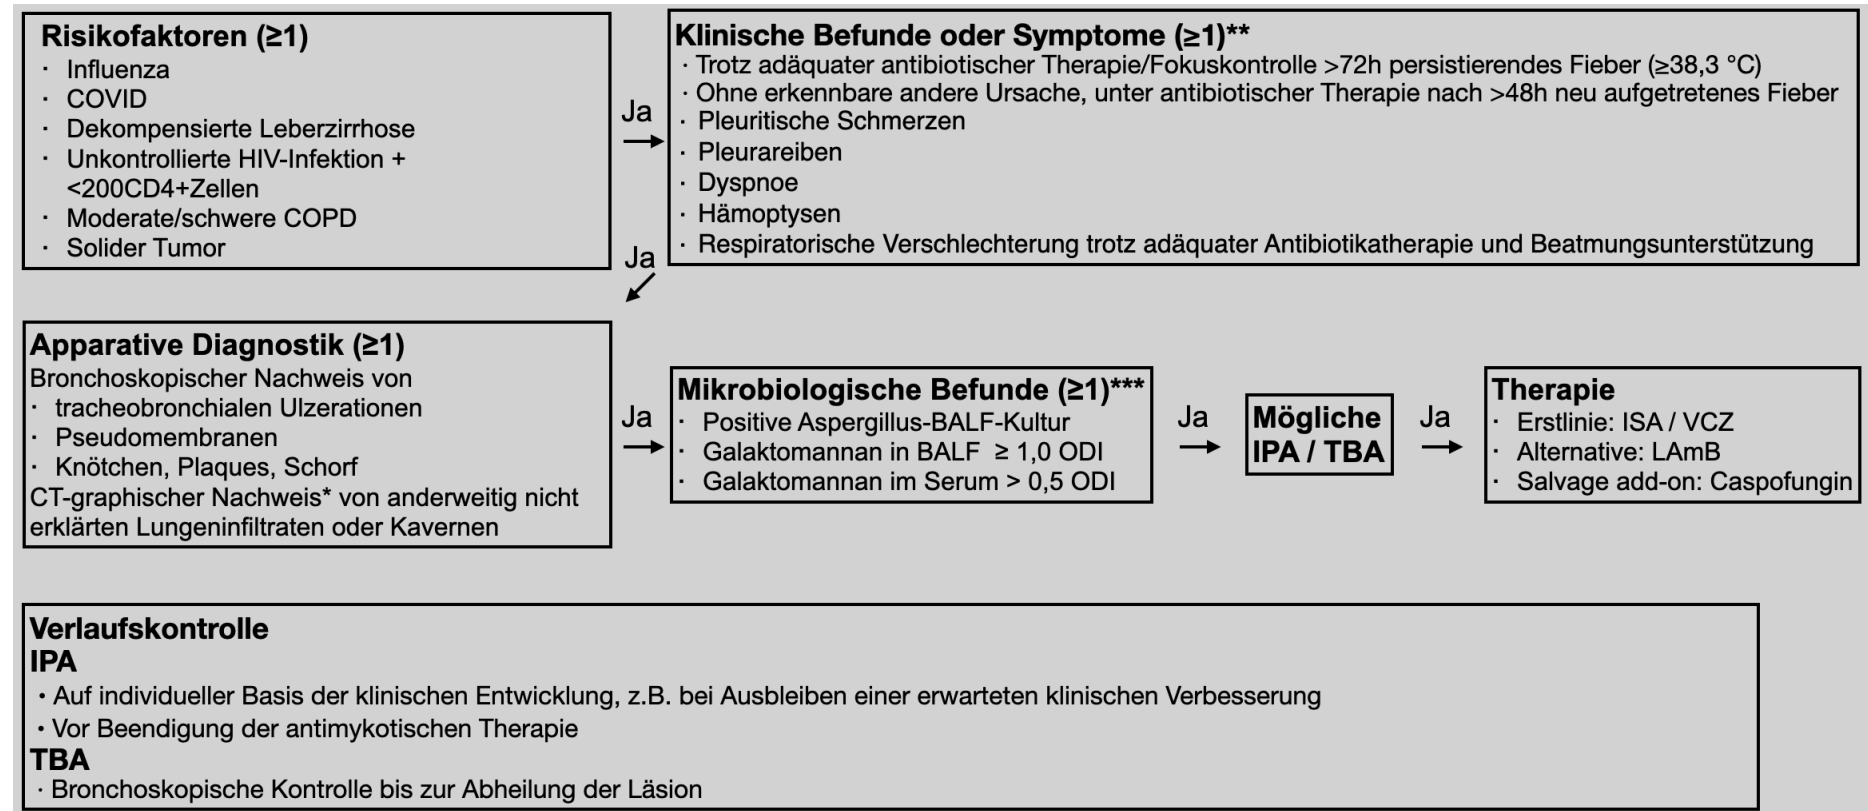 Risikofaktoren (≥1)
· Influenza
· COVID
· Dekompensierte Leberzirrhose
· Unkontrollierte HIV-Infektion +
<200CD4+Zellen
· Moderate/schwere COPD
· Solider Tumor
Ja
Klinische Befunde oder Symptome (≥1)**
· Trotz adäquater antibiotischer Therapie/Fokuskontrolle >72h persistierendes Fieber (≥38,3 °C)
· Ohne erkennbare andere Ursache, unter antibiotischer Therapie nach >48h neu aufgetretenes Fieber
· Pleuritische Schmerzen
· Pleurareiben
· Dyspnoe
· Hämoptysen
· Respiratorische Verschlechterung trotz adäquater Antibiotikatherapie und Beatmungsunterstützung
Ja
Apparative Diagnostik (≥1)
Bronchoskopischer Nachweis von
· tracheobronchialen Ulzerationen
· Pseudomembranen
· Knötchen, Plaques, Schorf
CT-graphischer Nachweis* von anderweitig nicht
erklärten Lungeninfiltraten oder Kavernen
Ja
Mikrobiologische Befunde (≥1)***
· Positive Aspergillus-BALF-Kultur
· Galaktomannan in BALF ≥ 1,0 ODI
· Galaktomannan im Serum > 0,5 ODI
Ja
Mögliche
IPA / TBA
Ja
Therapie
· Erstlinie: ISA / VCZ
· Alternative: LAmB
· Salvage add-on: Caspofungin
Verlaufskontrolle
IPA
• Auf individueller Basis der klinischen Entwicklung, z.B. bei Ausbleiben einer erwarteten klinischen Verbesserung
• Vor Beendigung der antimykotischen Therapie
TBA
· Bronchoskopische Kontrolle bis zur Abheilung der Läsion